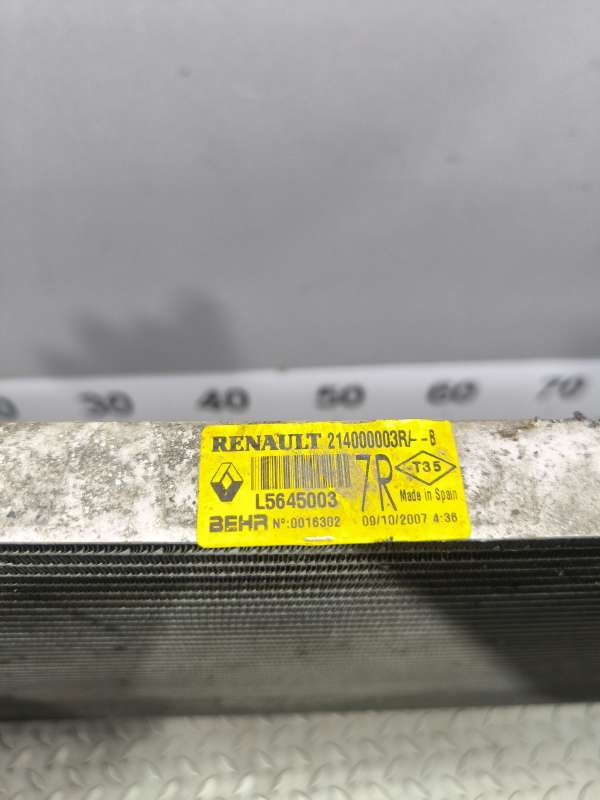 30 40 50 60 70
RENAULT 214000003R/--B
7R T35
L5645003 Made in Spain
BEHR Nº:0016302 09/10/2007 4:36